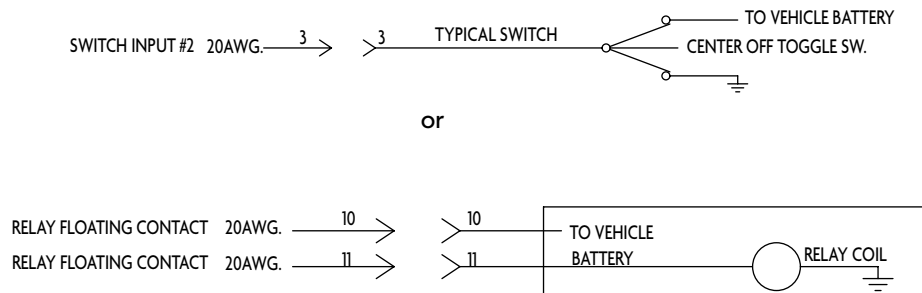 TO VEHICLE BATTERY
SWITCH INPUT #2 20AWG. 3 3 TYPICAL SWITCH CENTER OFF TOGGLE SW.
or
RELAY FLOATING CONTACT 20AWG. 10 10 TO VEHICLE
RELAY FLOATING CONTACT 20AWG. 11 11 BATTERY RELAY COIL